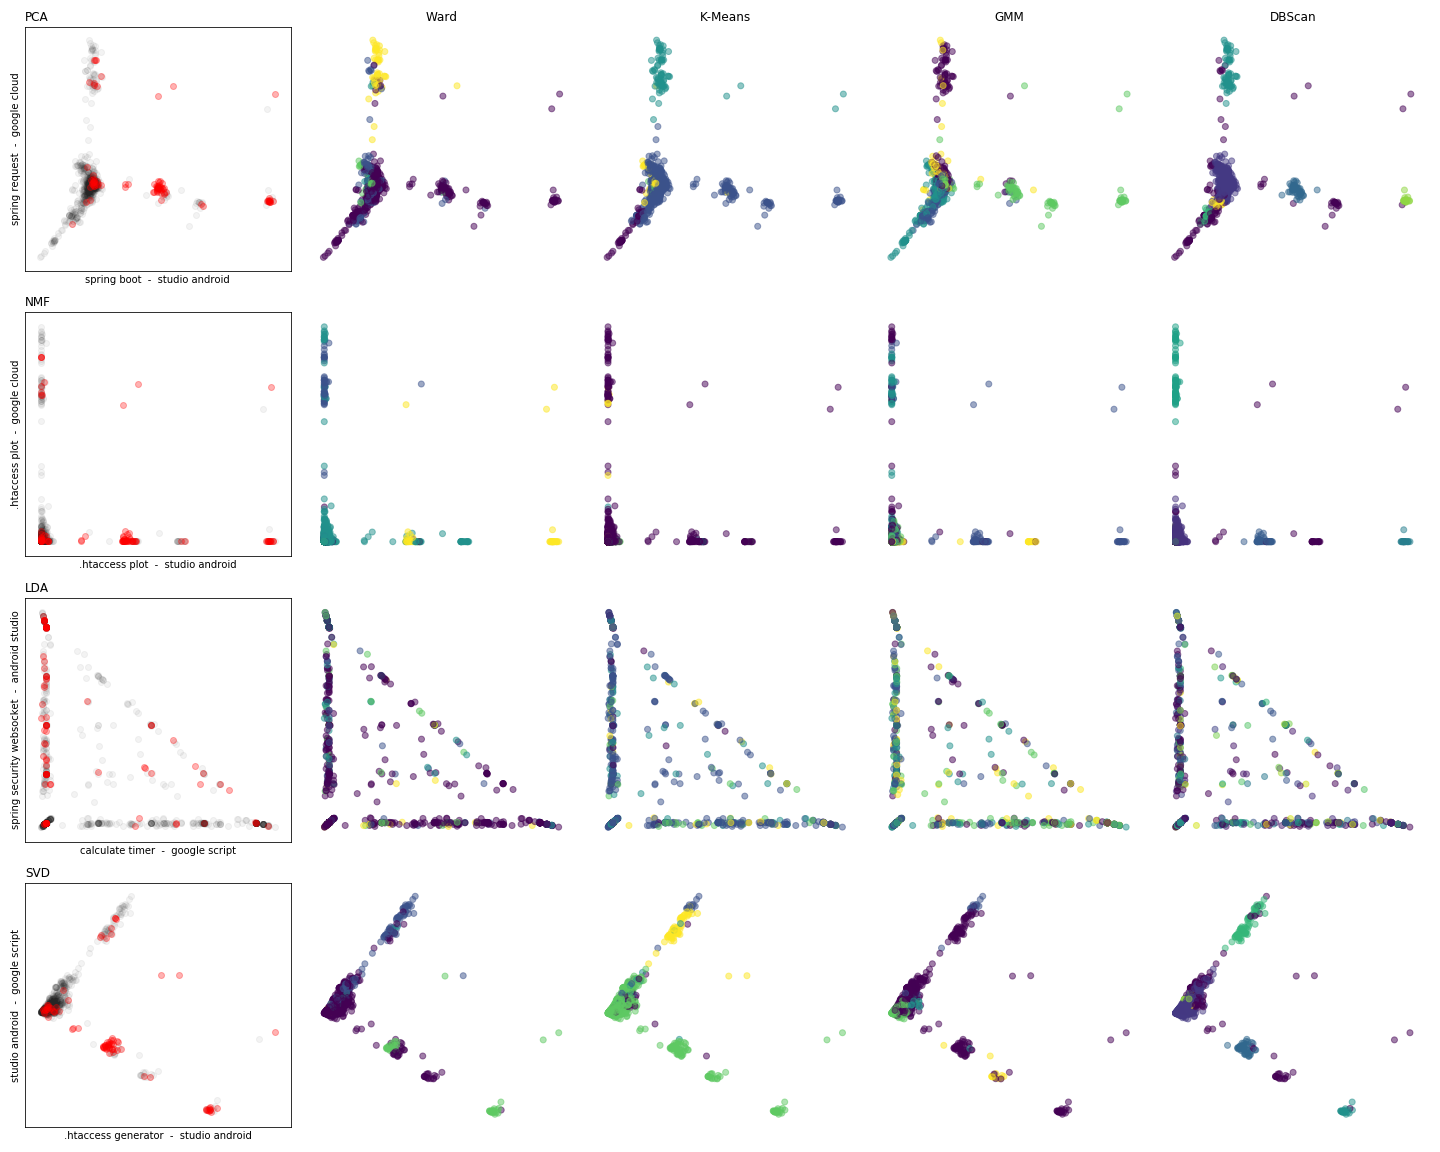 PCA
Ward
K-Means
GMM
DBScan
spring request - google cloud
spring boot - studio android
NMF
.htaccess plot - google cloud
.htaccess plot - studio android
LDA
spring security websocket - android studio
calculate timer - google script
SVD
studio android - google script
.htaccess generator - studio android